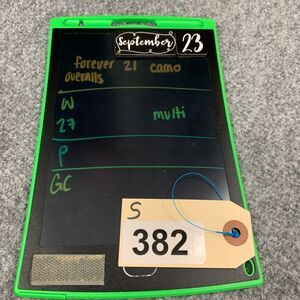 September 23
forever 21 camo
overalls
W
27 multi
P
GC
S
382